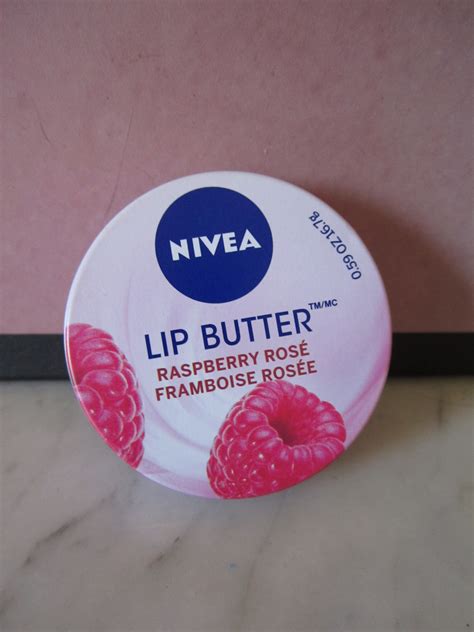 NIVEA
0.59 OZ 16.7g
LIP BUTTER™/MC
RASPBERRY ROSÉ
FRAMBOISE ROSÉE